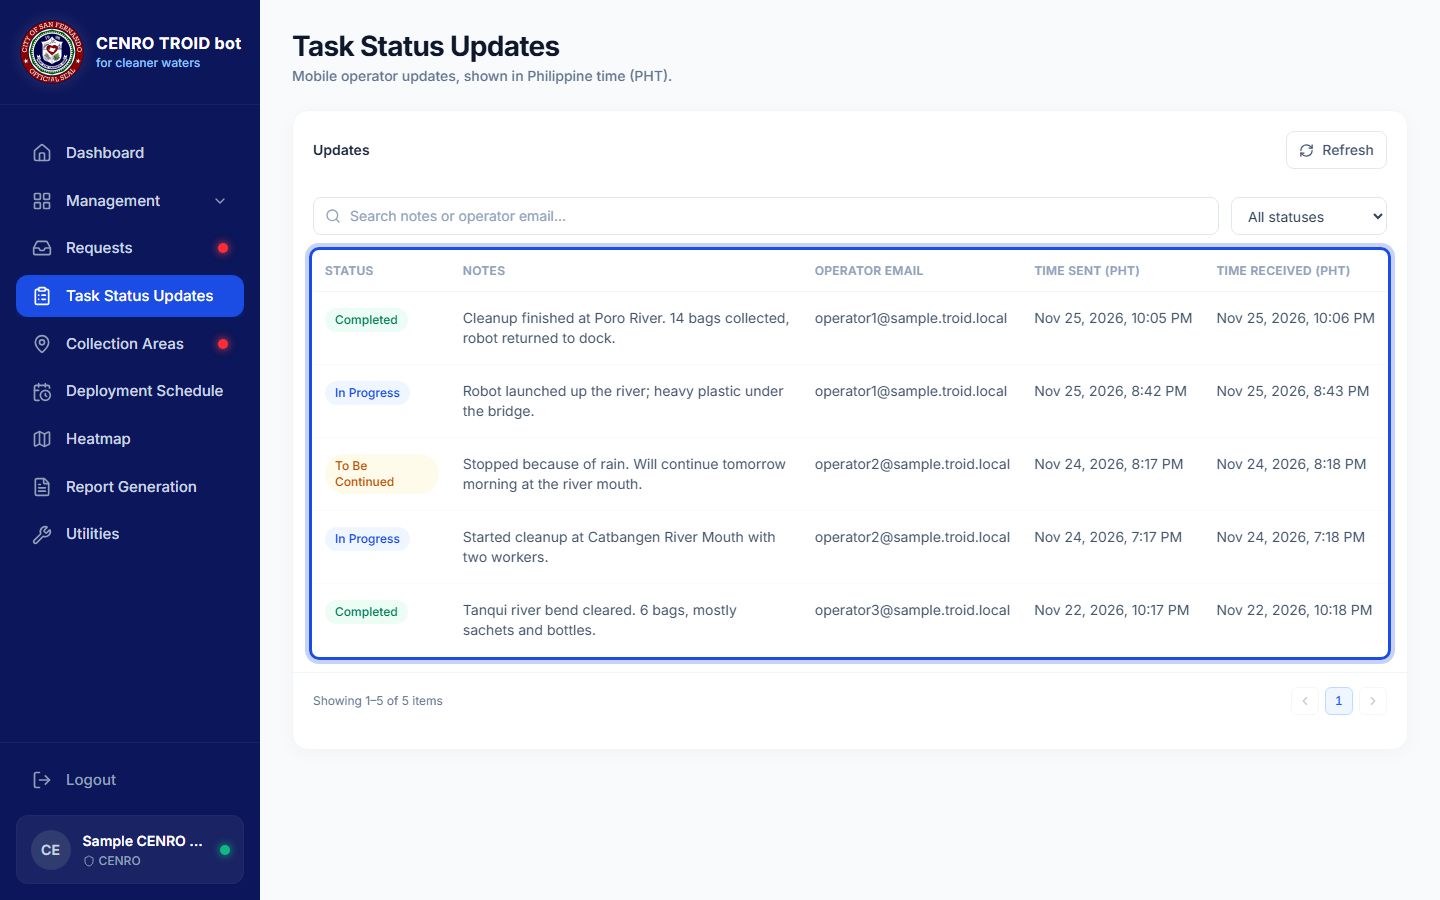 CITY OF SAN FERNANDO
OFFICIAL SEAL
CENRO TROID bot
for cleaner waters
Dashboard
Management
Requests
Task Status Updates
Collection Areas
Deployment Schedule
Heatmap
Report Generation
Utilities
Logout
CE
Sample CENRO ...
CENRO
Task Status Updates
Mobile operator updates, shown in Philippine time (PHT).
Updates
Refresh
Search notes or operator email...
All statuses
STATUS NOTES OPERATOR EMAIL TIME SENT (PHT) TIME RECEIVED (PHT)
Completed Cleanup finished at Poro River. 14 bags collected, operator1@sample.troid.local Nov 25, 2026, 10:05 PM Nov 25, 2026, 10:06 PM
robot returned to dock.
In Progress Robot launched up the river; heavy plastic under operator1@sample.troid.local Nov 25, 2026, 8:42 PM Nov 25, 2026, 8:43 PM
the bridge.
To Be Stopped because of rain. Will continue tomorrow operator2@sample.troid.local Nov 24, 2026, 8:17 PM Nov 24, 2026, 8:18 PM
Continued morning at the river mouth.
In Progress Started cleanup at Catbangen River Mouth with operator2@sample.troid.local Nov 24, 2026, 7:17 PM Nov 24, 2026, 7:18 PM
two workers.
Completed Tanqui river bend cleared. 6 bags, mostly operator3@sample.troid.local Nov 22, 2026, 10:17 PM Nov 22, 2026, 10:18 PM
sachets and bottles.
Showing 1–5 of 5 items
1